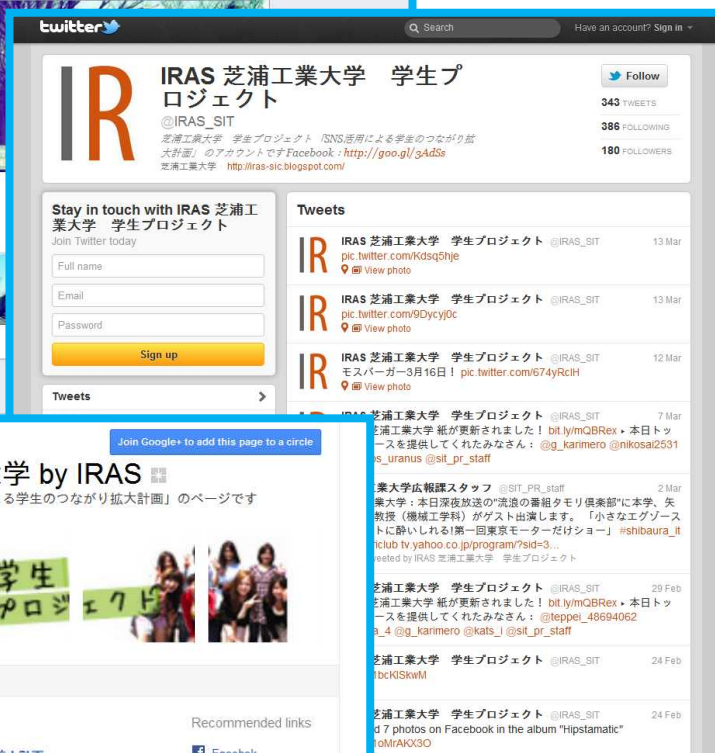 twitter
Search
Have an account? Sign in
IR
IRAS 芝浦工業大学　学生プ
ロジェクト
@IRAS_SIT
芝浦工業大学　学生プロジェクト「SNS活用による学生のつながり拡
大計画」のアカウントですFacebook : http://goo.gl/3AdSs
芝浦工業大学 http://iras-sic.blogspot.com/
Follow
343 TWEETS
386 FOLLOWING
180 FOLLOWERS
Stay in touch with IRAS 芝浦工
業大学　学生プロジェクト
Join Twitter today
Full name
Email
Password
Sign up
Tweets
Tweets
IR
IRAS 芝浦工業大学　学生プロジェクト @IRAS_SIT 13 Mar
pic.twitter.com/Kdsq5hje
View photo
IR
IRAS 芝浦工業大学　学生プロジェクト @IRAS_SIT 13 Mar
pic.twitter.com/9Dycyj0c
View photo
IR
IRAS 芝浦工業大学　学生プロジェクト @IRAS_SIT 12 Mar
モスバーガー3月16日！ pic.twitter.com/674yRclH
View photo
IRAS 芝浦工業大学　学生プロジェクト @IRAS_SIT 7 Mar
芝浦工業大学 紙が更新されました！ bit.ly/mQBRex ▸ 本日トッ
ースを提供してくれたみなさん： @g_karimero @nikosai2531
os_uranus @sit_pr_staff
工業大学広報課スタッフ @SIT_PR_staff 2 Mar
業大学：本日深夜放送の"流浪の番組タモリ倶楽部"に本学、矢
教授（機械工学科）がゲスト出演します。「小さなエグゾース
トに酔いしれる!第一回東京モーターだけショー」 #shibaura_it
riclub tv.yahoo.co.jp/program/?sid=3...
weeted by IRAS 芝浦工業大学　学生プロジェクト
芝浦工業大学　学生プロジェクト @IRAS_SIT 29 Feb
芝浦工業大学 紙が更新されました！ bit.ly/mQBRex ▸ 本日トッ
ースを提供してくれたみなさん： @teppei_48694062
a_4 @g_karimero @kats_i @sit_pr_staff
芝浦工業大学　学生プロジェクト @IRAS_SIT 24 Feb
1bcKlSkwM
芝浦工業大学　学生プロジェクト @IRAS_SIT 24 Feb
d 7 photos on Facebook in the album "Hipstamatic"
1oMrAKX3O
Join Google+ to add this page to a circle
学 by IRAS
る学生のつながり拡大計画」のページです
学生
プロジェクト
Recommended links
Facebok